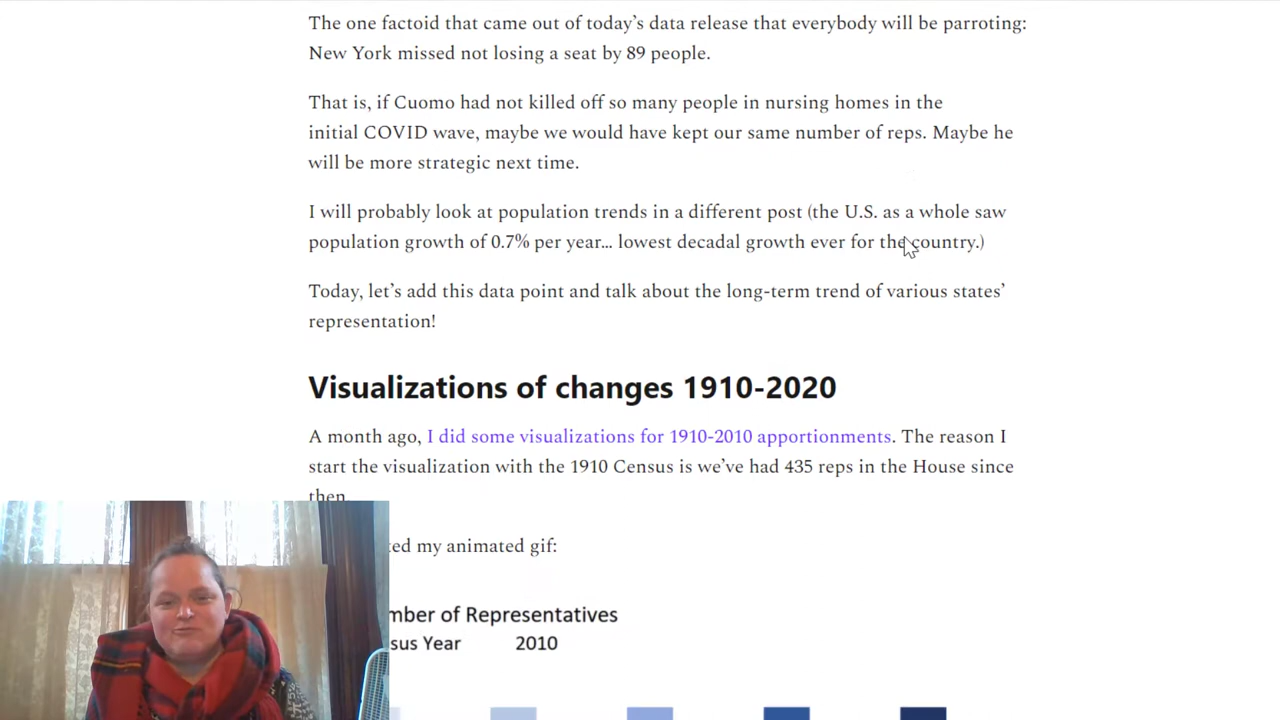 The one factoid that came out of today’s data release that everybody will be parroting:
New York missed not losing a seat by 89 people.
That is, if Cuomo had not killed off so many people in nursing homes in the
initial COVID wave, maybe we would have kept our same number of reps. Maybe he
will be more strategic next time.
I will probably look at population trends in a different post (the U.S. as a whole saw
population growth of 0.7% per year... lowest decadal growth ever for the country.)
Today, let’s add this data point and talk about the long-term trend of various states’
representation!
Visualizations of changes 1910-2020
A month ago, I did some visualizations for 1910-2010 apportionments. The reason I
start the visualization with the 1910 Census is we’ve had 435 reps in the House since
then
my animated gif:
of Representatives
Year 2010